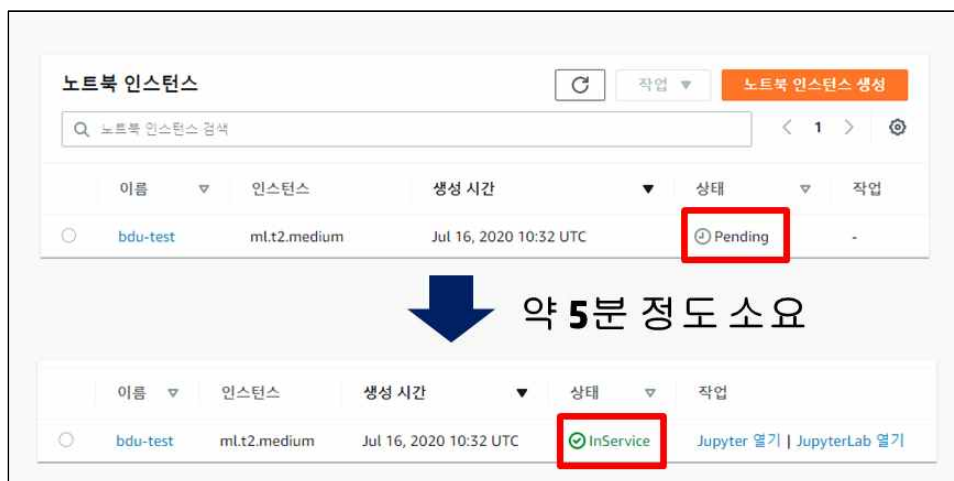 노트북 인스턴스
작업
노트북 인스턴스 생성
노트북 인스턴스 검색
1
이름 인스턴스 생성 시간 상태 작업
bdu-test ml.t2.medium Jul 16, 2020 10:32 UTC Pending -
약 5분 정도 소요
이름 인스턴스 생성 시간 상태 작업
bdu-test ml.t2.medium Jul 16, 2020 10:32 UTC InService Jupyter 열기 | JupyterLab 열기